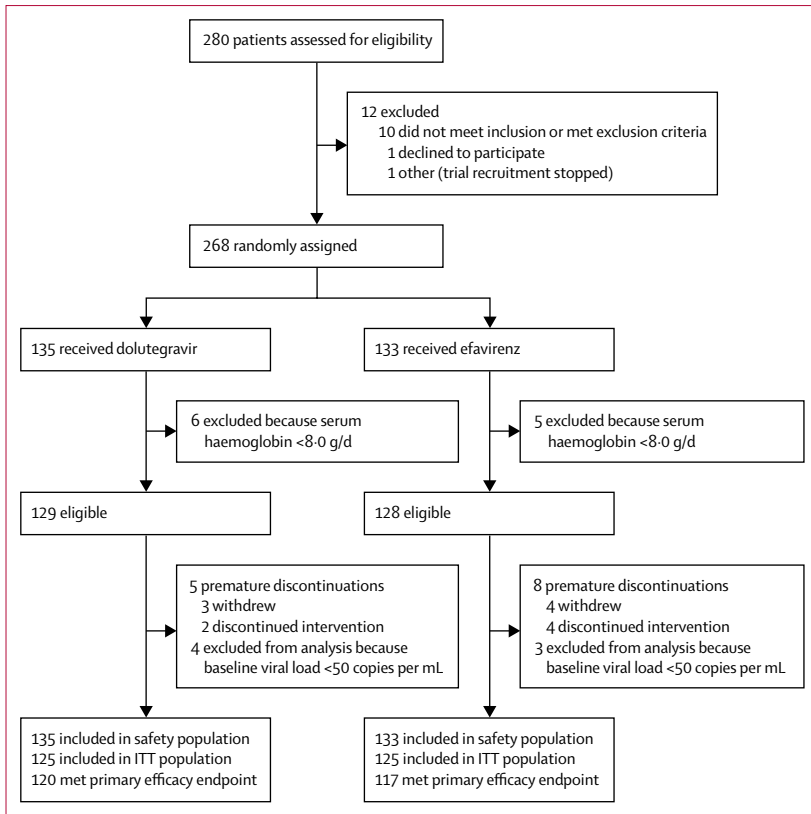 280 patients assessed for eligibility
12 excluded
10 did not meet inclusion or met exclusion criteria
1 declined to participate
1 other (trial recruitment stopped)
268 randomly assigned
135 received dolutegravir
133 received efavirenz
6 excluded because serum
haemoglobin <8·0 g/d
5 excluded because serum
haemoglobin <8·0 g/d
129 eligible
128 eligible
5 premature discontinuations
3 withdrew
2 discontinued intervention
4 excluded from analysis because
baseline viral load <50 copies per mL
8 premature discontinuations
4 withdrew
4 discontinued intervention
3 excluded from analysis because
baseline viral load <50 copies per mL
135 included in safety population
125 included in ITT population
120 met primary efficacy endpoint
133 included in safety population
125 included in ITT population
117 met primary efficacy endpoint